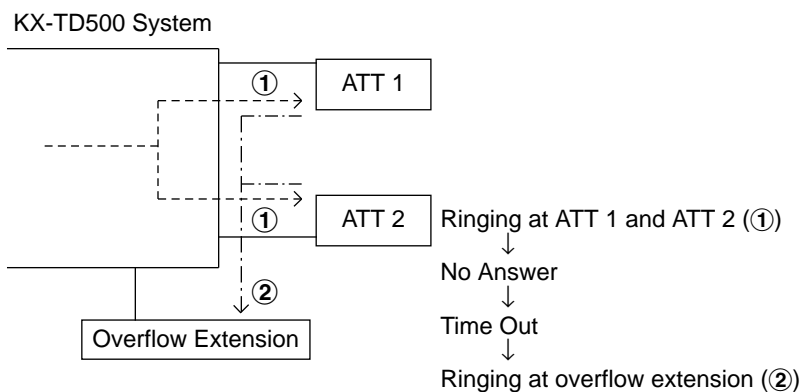 KX-TD500 System
①
ATT 1
①
ATT 2
②
Overflow Extension
Ringing at ATT 1 and ATT 2 (①)
No Answer
Time Out
Ringing at overflow extension (②)